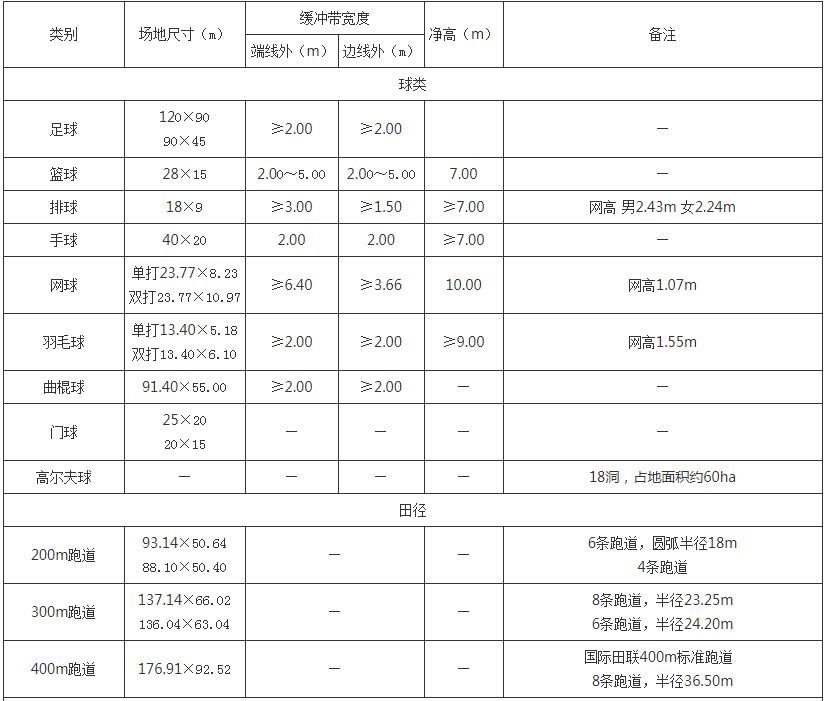 类别
场地尺寸（m）
缓冲带宽度
端线外（m）
边线外（m）
净高（m）
备注
球类
足球
120×90
90×45
≥2.00
≥2.00
—
篮球
28×15
2.00～5.00
2.00～5.00
7.00
—
排球
18×9
≥3.00
≥1.50
≥7.00
网高 男2.43m 女2.24m
手球
40×20
2.00
2.00
≥7.00
—
网球
单打23.77×8.23
双打23.77×10.97
≥6.40
≥3.66
10.00
网高1.07m
羽毛球
单打13.40×5.18
双打13.40×6.10
≥2.00
≥2.00
≥9.00
网高1.55m
曲棍球
91.40×55.00
≥2.00
≥2.00
—
—
门球
25×20
20×15
—
—
—
—
高尔夫球
—
—
—
—
18洞，占地面积约60ha
田径
200m跑道
93.14×50.64
88.10×50.40
—
—
6条跑道，圆弧半径18m
4条跑道
300m跑道
137.14×66.02
136.04×63.04
—
—
8条跑道，半径23.25m
6条跑道，半径24.20m
400m跑道
176.91×92.52
—
—
国际田联400m标准跑道
8条跑道，半径36.50m